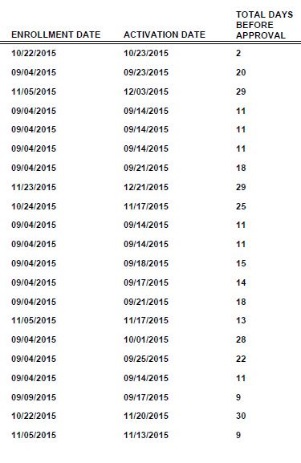 TOTAL DAYS
BEFORE
ENROLLMENT DATE ACTIVATION DATE APPROVAL
10/22/2015 10/23/2015 2
09/04/2015 09/23/2015 20
11/05/2015 12/03/2015 29
09/04/2015 09/14/2015 11
09/04/2015 09/14/2015 11
09/04/2015 09/14/2015 11
09/04/2015 09/21/2015 18
11/23/2015 12/21/2015 29
10/24/2015 11/17/2015 25
09/04/2015 09/14/2015 11
09/04/2015 09/14/2015 11
09/04/2015 09/18/2015 15
09/04/2015 09/17/2015 14
09/04/2015 09/21/2015 18
11/05/2015 11/17/2015 13
09/04/2015 10/01/2015 28
09/04/2015 09/25/2015 22
09/04/2015 09/14/2015 11
09/09/2015 09/17/2015 9
10/22/2015 11/20/2015 30
11/05/2015 11/13/2015 9